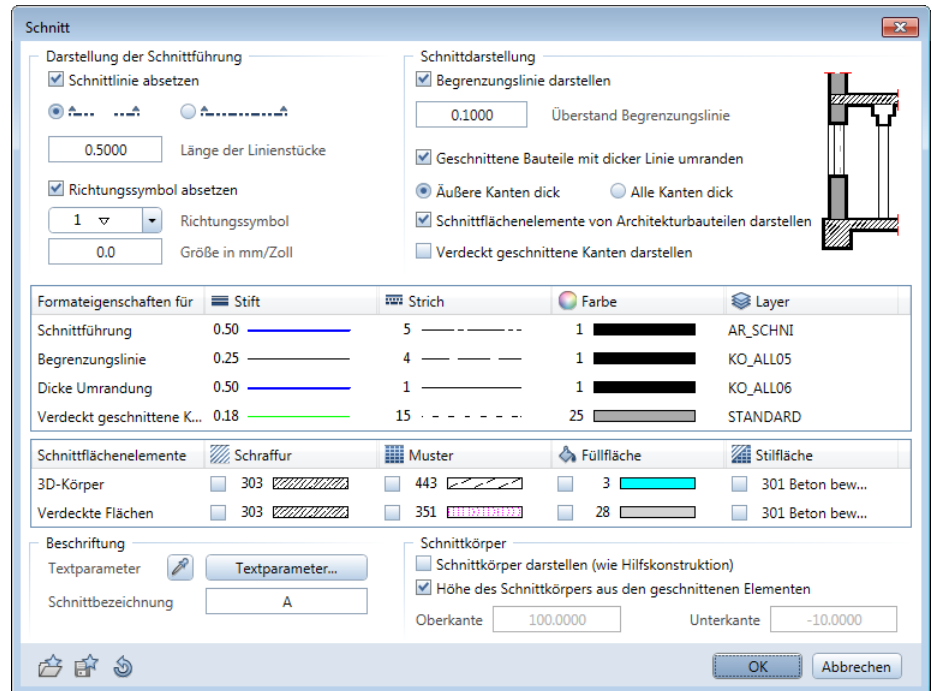 Schnitt
Darstellung der Schnittführung
Schnittlinie absetzen
0.5000 Länge der Linienstücke
Richtungssymbol absetzen
1 Richtungssymbol
0.0 Größe in mm/Zoll
Schnittdarstellung
Begrenzungslinie darstellen
0.1000 Überstand Begrenzungslinie
Geschnittene Bauteile mit dicker Linie umranden
Äußere Kanten dick Alle Kanten dick
Schnittflächenelemente von Architekturbauteilen darstellen
Verdeckt geschnittene Kanten darstellen
Formateigenschaften für Stift Strich Farbe Layer
Schnittführung 0.50 5 1 AR_SCHNI
Begrenzungslinie 0.25 4 1 KO_ALL05
Dicke Umrandung 0.50 1 1 KO_ALL06
Verdeckt geschnittene K... 0.18 15 25 STANDARD
Schnittflächenelemente Schraffur Muster Füllfläche Stilfläche
3D-Körper 303 443 3 301 Beton bew...
Verdeckte Flächen 303 351 28 301 Beton bew...
Beschriftung
Textparameter Textparameter...
Schnittbezeichnung A
Schnittkörper
Schnittkörper darstellen (wie Hilfskonstruktion)
Höhe des Schnittkörpers aus den geschnittenen Elementen
Oberkante 100.0000 Unterkante -10.0000
OK Abbrechen